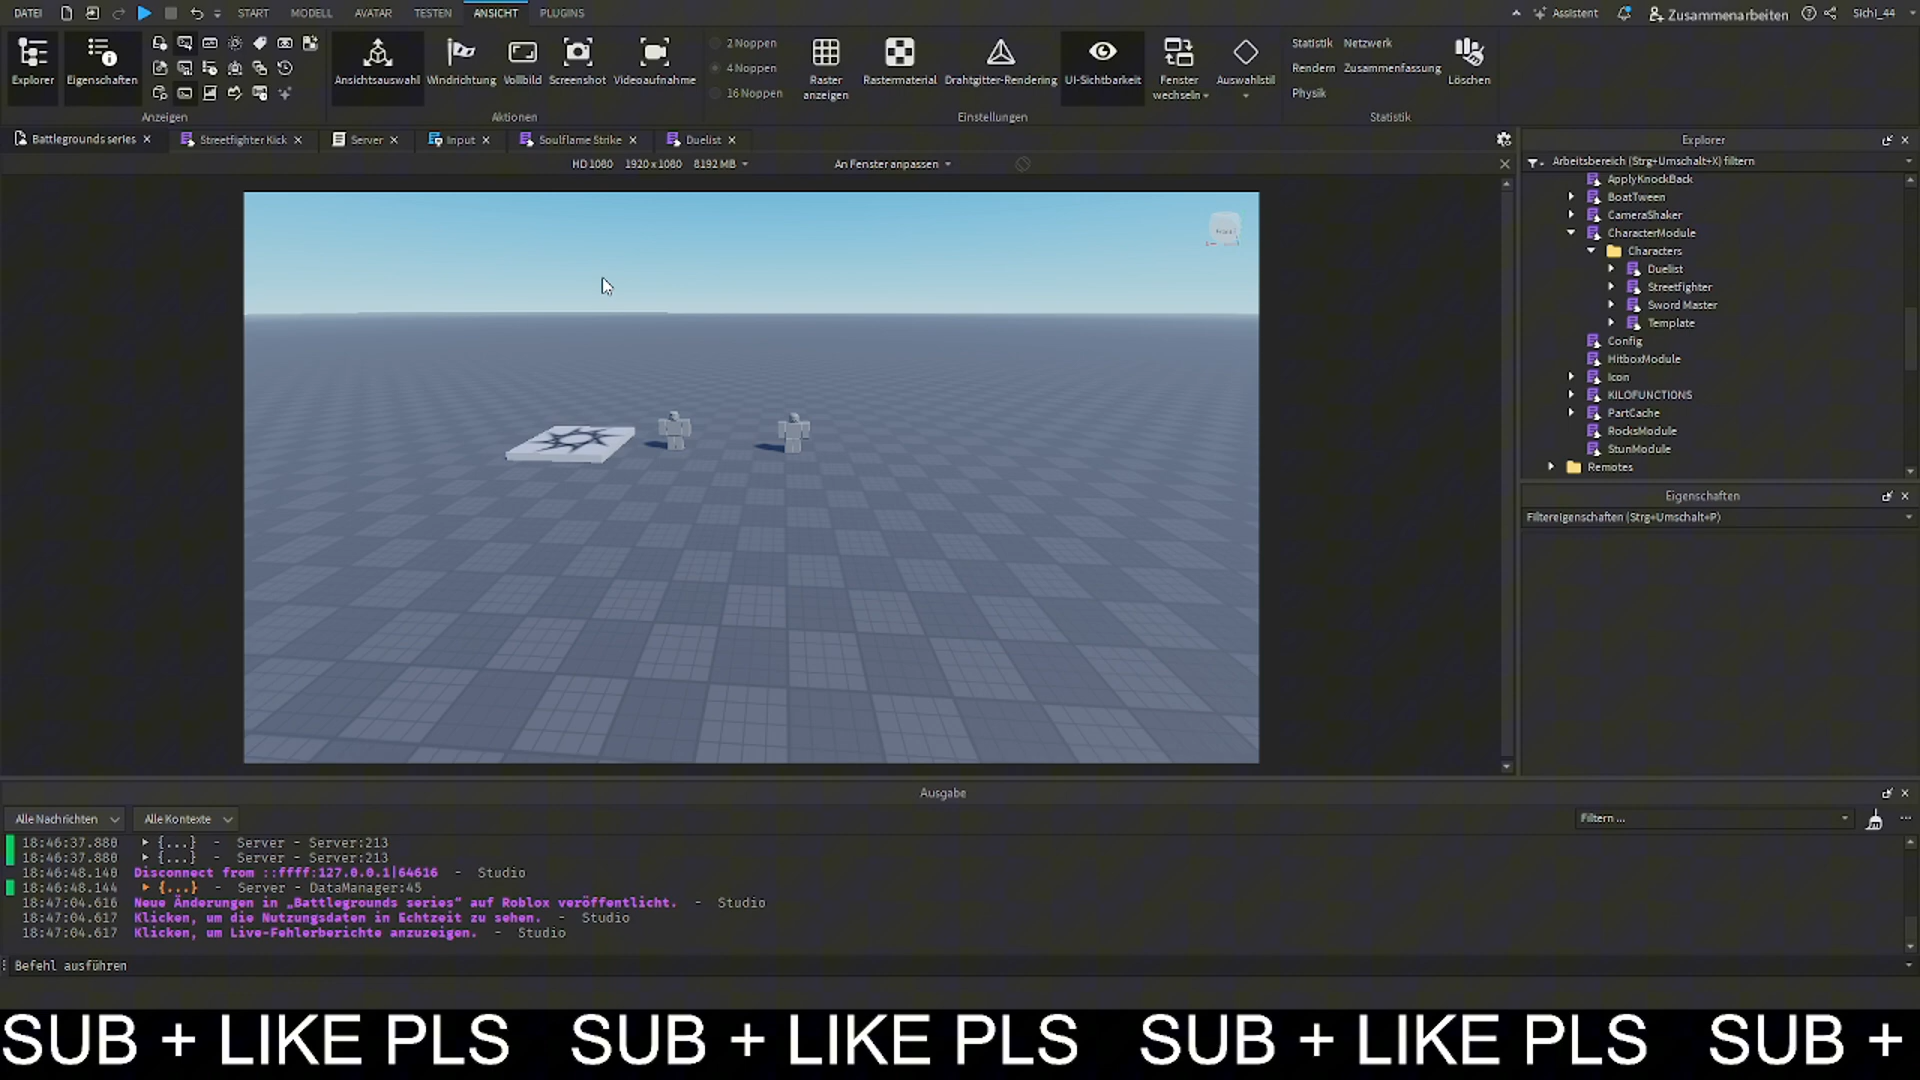 DATEI START MODELL AVATAR TESTEN ANSICHT PLUGINS Assistent Zusammenarbeiten Sichi_44
Explorer Eigenschaften
Anzeigen
Ansichtsauswahl Windrichtung Vollbild Screenshot Videoaufnahme
Aktionen
2 Noppen
4 Noppen
16 Noppen
Raster anzeigen Rastermaterial Drahtgitter-Rendering UI-Sichtbarkeit Fenster wechseln Auswahlstil
Einstellungen
Statistik Netzwerk
Rendern Zusammenfassung
Physik
Löschen
Statistik
Battlegrounds series Streetfighter Kick Server Input Soulflame Strike Duelist
HD 1080 1920 x 1080 8192 MB An Fenster anpassen
Explorer
Arbeitsbereich (Strg+Umschalt+X) filtern
ApplyKnockBack
BoatTween
CameraShaker
CharacterModule
Characters
Duelist
Streetfighter
Sword Master
Template
Config
HitboxModule
Icon
KILOFUNCTIONS
PartCache
RocksModule
StunModule
Remotes
Eigenschaften
Filtereigenschaften (Strg+Umschalt+P)
Ausgabe
Alle Nachrichten Alle Kontexte Filtern ...
18:46:37.880 {...} - Server - Server:213
18:46:37.880 {...} - Server - Server:213
18:46:48.140 Disconnect from ::ffff:127.0.0.1|64616 - Studio
18:46:48.144 {...} - Server - DataManager:45
18:47:04.616 Neue Änderungen in „Battlegrounds series“ auf Roblox veröffentlicht. - Studio
18:47:04.617 Klicken, um die Nutzungsdaten in Echtzeit zu sehen. - Studio
18:47:04.617 Klicken, um Live-Fehlerberichte anzuzeigen. - Studio
Befehl ausführen
SUB + LIKE PLS SUB + LIKE PLS SUB + LIKE PLS SUB +